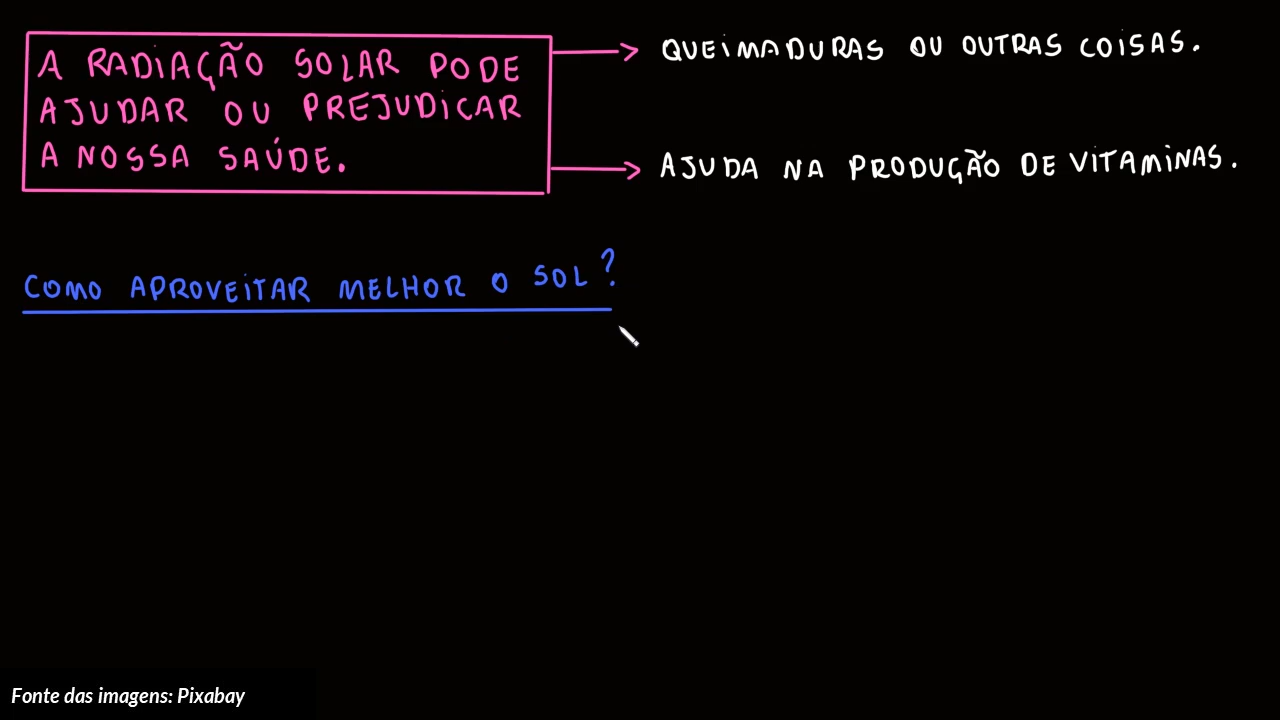 A RADIAÇÃO SOLAR PODE
AJUDAR OU PREJUDICAR
A NOSSA SAÚDE.
QUEIMADURAS OU OUTRAS COISAS.
AJUDA NA PRODUÇÃO DE VITAMINAS.
COMO APROVEITAR MELHOR O SOL?
Fonte das imagens: Pixabay